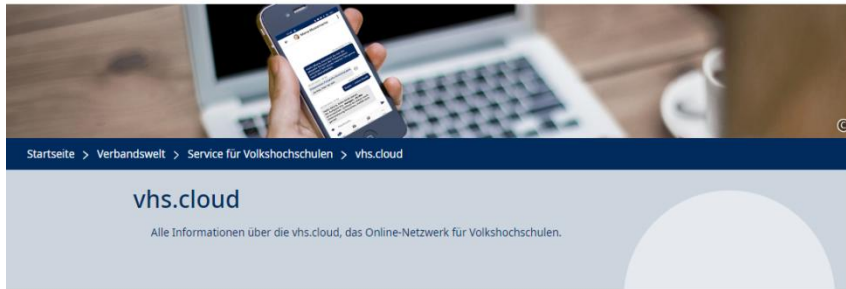 Startseite > Verbandswelt > Service für Volkshochschulen > vhs.cloud
vhs.cloud
Alle Informationen über die vhs.cloud, das Online-Netzwerk für Volkshochschulen.